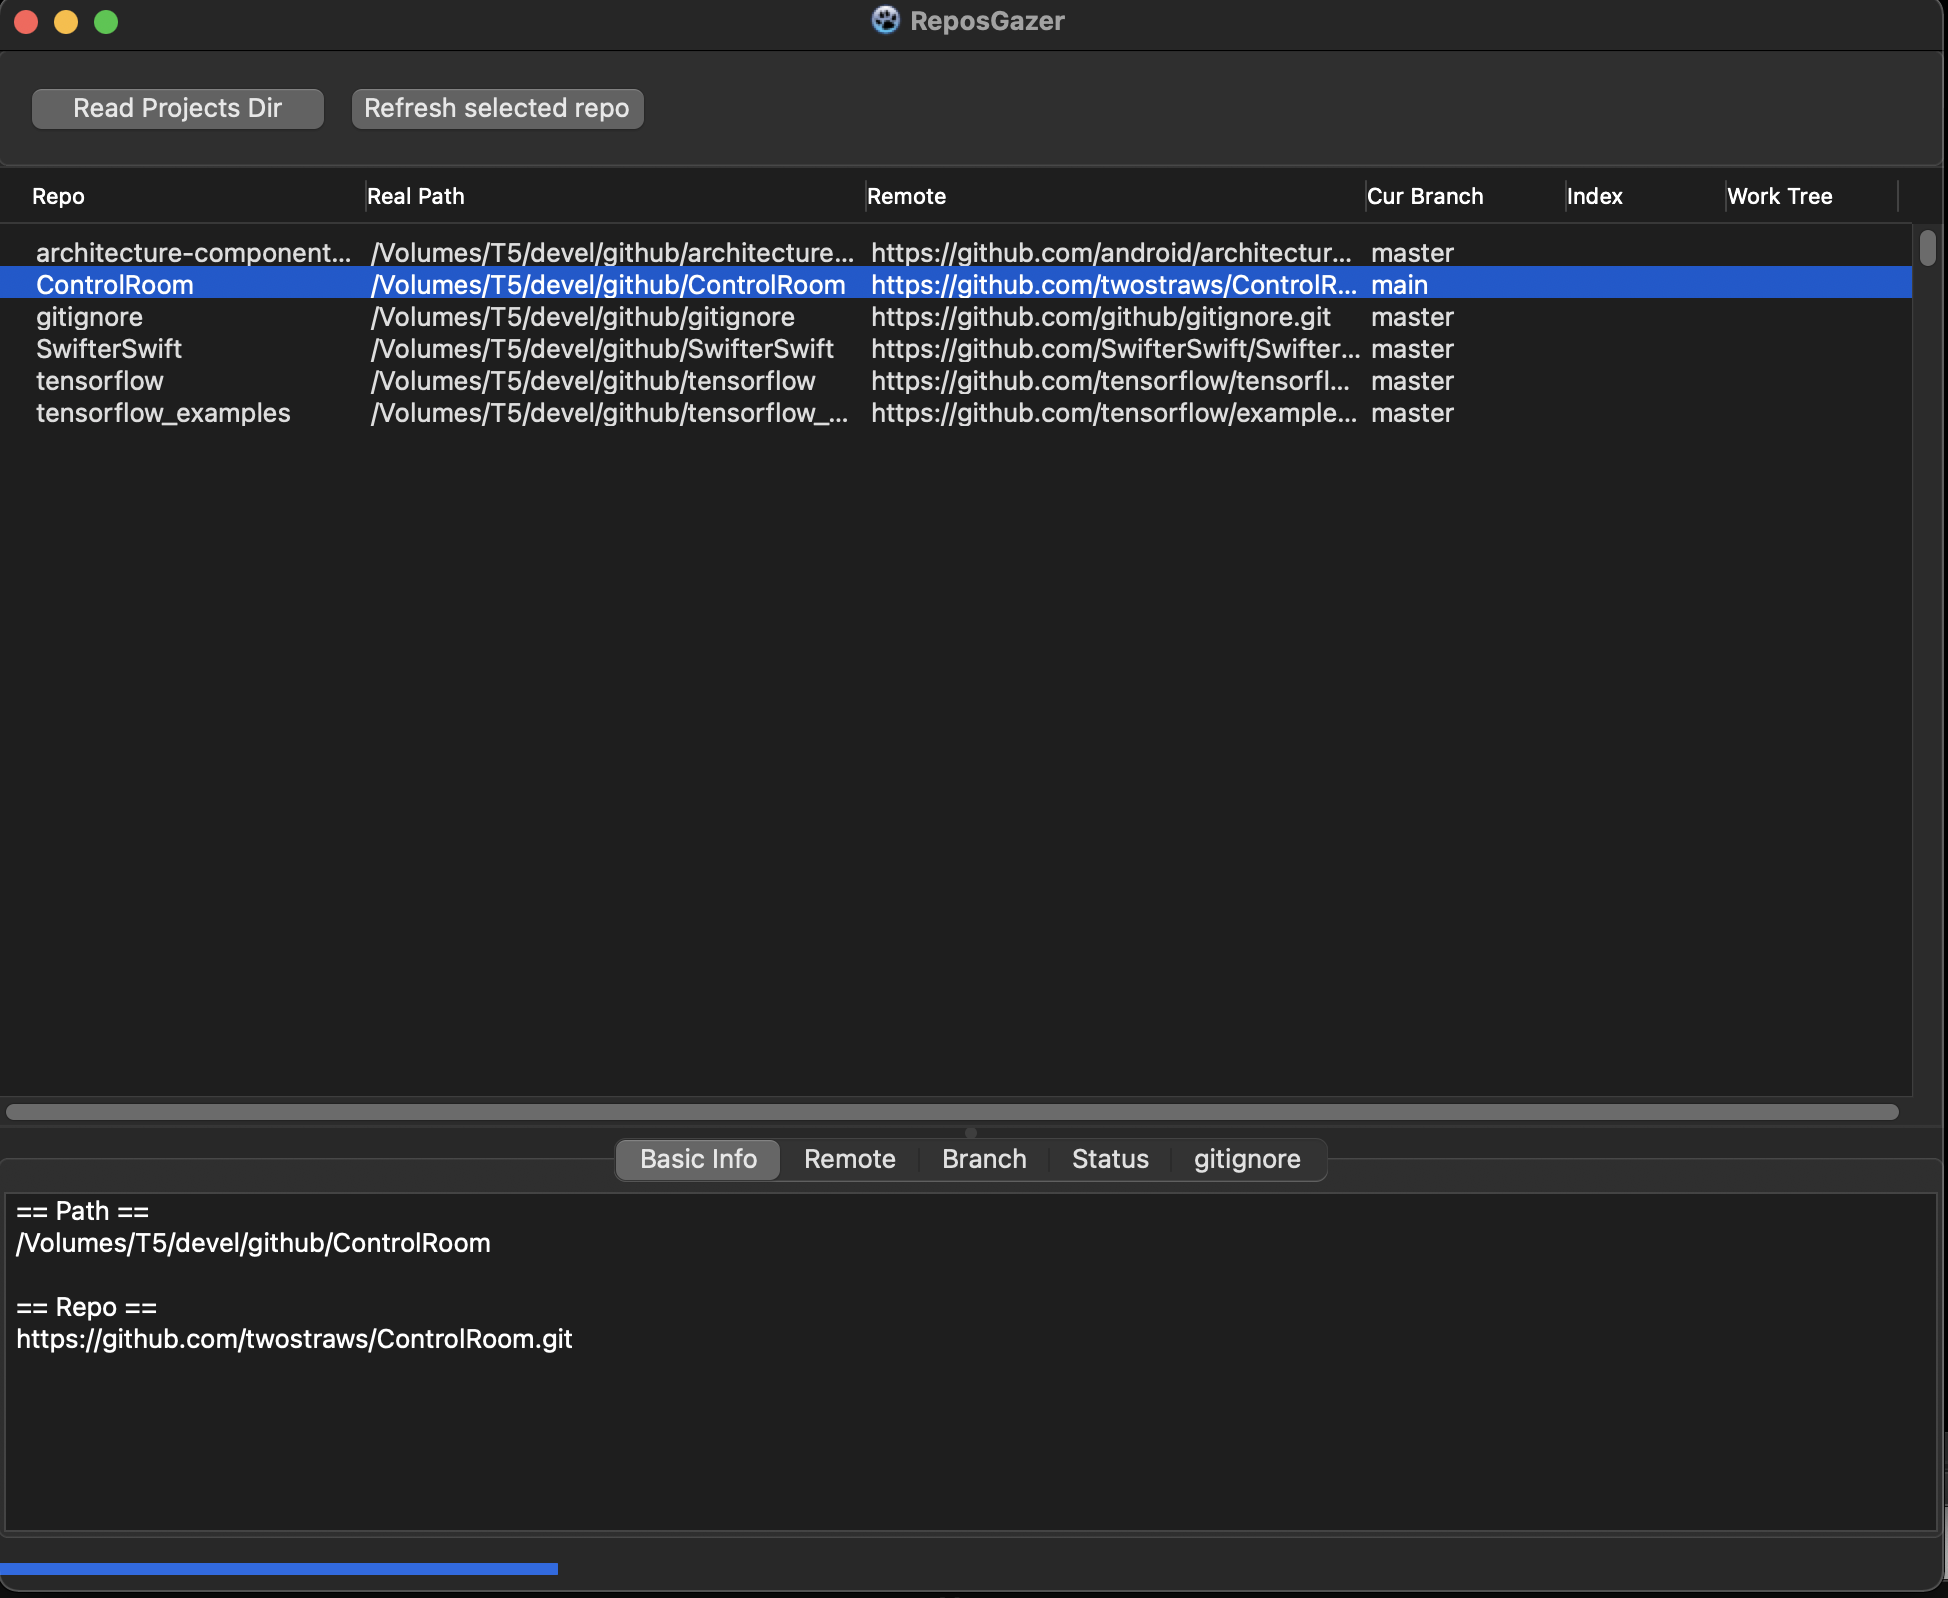 ReposGazer
Read Projects Dir Refresh selected repo
Repo Real Path Remote Cur Branch Index Work Tree
architecture-component... /Volumes/T5/devel/github/architecture... https://github.com/android/architectur... master
ControlRoom /Volumes/T5/devel/github/ControlRoom https://github.com/twostraws/ControlR... main
gitignore /Volumes/T5/devel/github/gitignore https://github.com/github/gitignore.git master
SwifterSwift /Volumes/T5/devel/github/SwifterSwift https://github.com/SwifterSwift/Swifter... master
tensorflow /Volumes/T5/devel/github/tensorflow https://github.com/tensorflow/tensorfl... master
tensorflow_examples /Volumes/T5/devel/github/tensorflow_... https://github.com/tensorflow/example... master
Basic Info Remote Branch Status gitignore
== Path ==
/Volumes/T5/devel/github/ControlRoom
== Repo ==
https://github.com/twostraws/ControlRoom.git